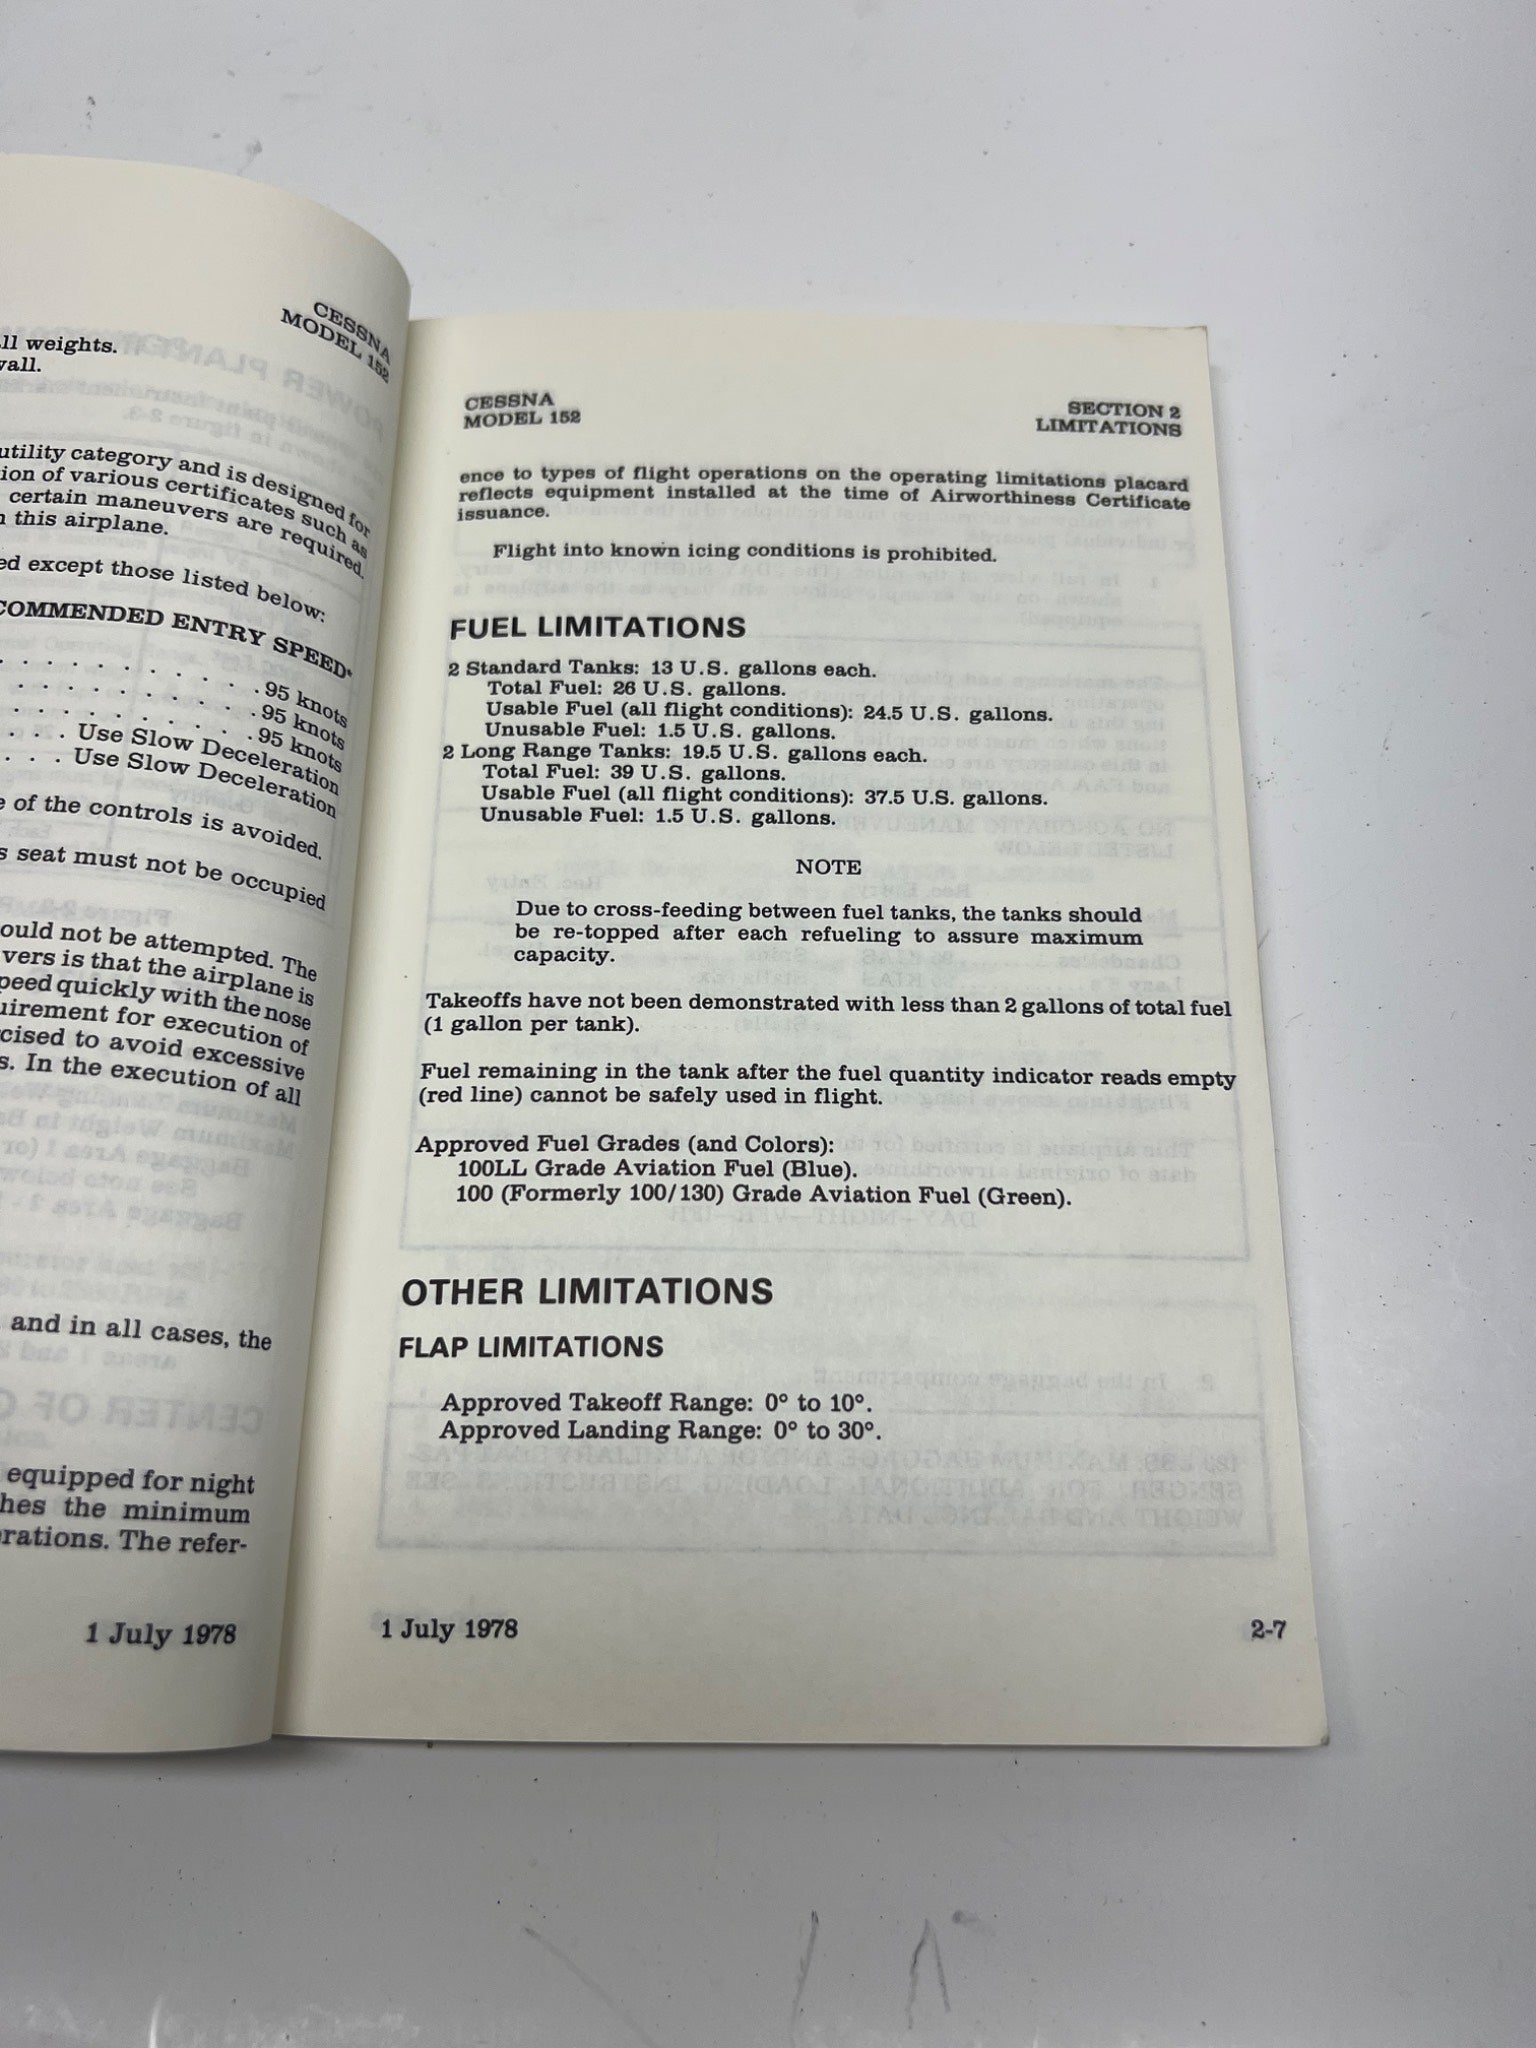 CESSNA
MODEL 152
ll weights.
wall.
utility category and is designed for
tion of various certificates such as
certain maneuvers are required.
this airplane.
ed except those listed below:
COMMENDED ENTRY SPEED*
. . . . . . . . . . 95 knots
. . . . . . . . . . 95 knots
. . . . . . . . . . 95 knots
. . . . Use Slow Deceleration
. . . . Use Slow Deceleration
e of the controls is avoided.
s seat must not be occupied
ould not be attempted. The
vers is that the airplane is
peed quickly with the nose
uirement for execution of
cised to avoid excessive
s. In the execution of all
and in all cases, the
equipped for night
hes the minimum
erations. The refer-
1 July 1978
CESSNA
MODEL 152
SECTION 2
LIMITATIONS
ence to types of flight operations on the operating limitations placard
reflects equipment installed at the time of Airworthiness Certificate
issuance.
Flight into known icing conditions is prohibited.
FUEL LIMITATIONS
2 Standard Tanks: 13 U.S. gallons each.
Total Fuel: 26 U.S. gallons.
Usable Fuel (all flight conditions): 24.5 U.S. gallons.
Unusable Fuel: 1.5 U.S. gallons.
2 Long Range Tanks: 19.5 U.S. gallons each.
Total Fuel: 39 U.S. gallons.
Usable Fuel (all flight conditions): 37.5 U.S. gallons.
Unusable Fuel: 1.5 U.S. gallons.
NOTE
Due to cross-feeding between fuel tanks, the tanks should
be re-topped after each refueling to assure maximum
capacity.
Takeoffs have not been demonstrated with less than 2 gallons of total fuel
(1 gallon per tank).
Fuel remaining in the tank after the fuel quantity indicator reads empty
(red line) cannot be safely used in flight.
Approved Fuel Grades (and Colors):
100LL Grade Aviation Fuel (Blue).
100 (Formerly 100/130) Grade Aviation Fuel (Green).
OTHER LIMITATIONS
FLAP LIMITATIONS
Approved Takeoff Range: 0° to 10°.
Approved Landing Range: 0° to 30°.
1 July 1978
2-7